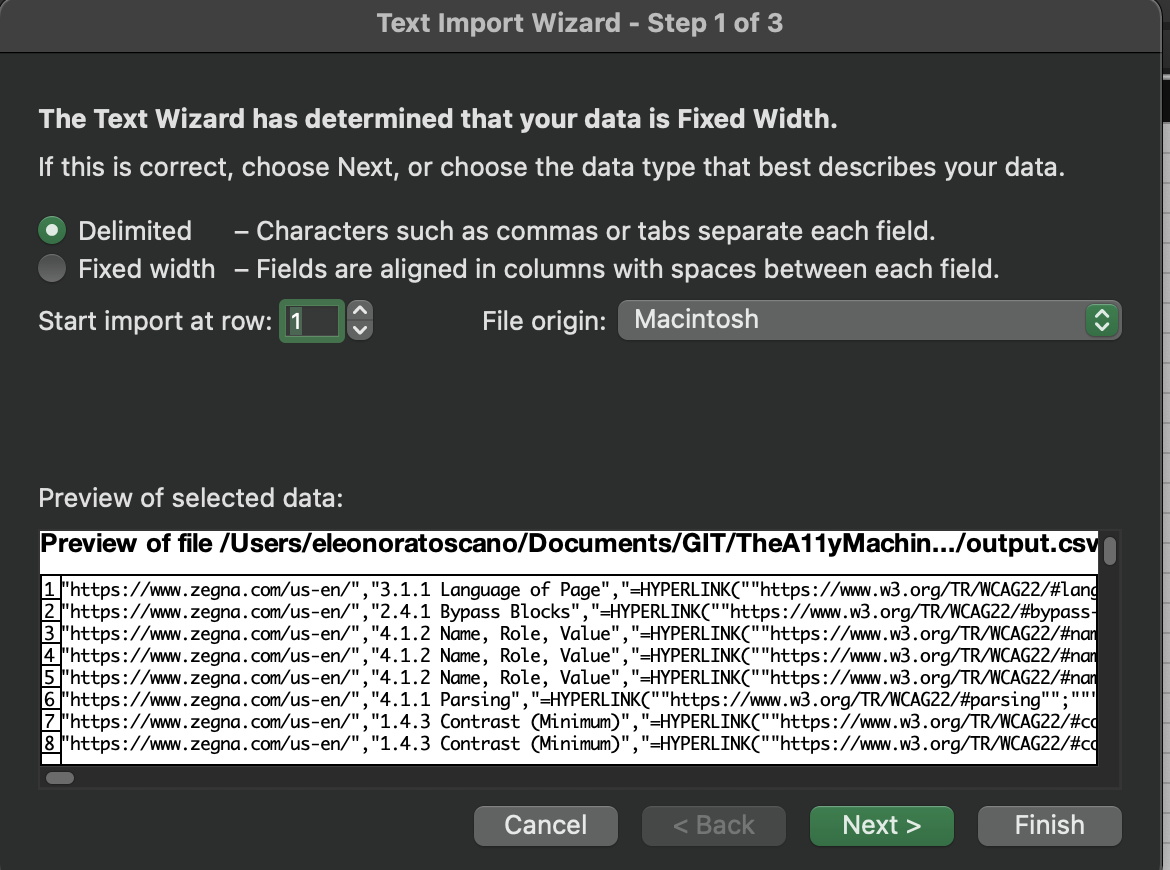 Text Import Wizard - Step 1 of 3
The Text Wizard has determined that your data is Fixed Width.
If this is correct, choose Next, or choose the data type that best describes your data.
Delimited – Characters such as commas or tabs separate each field.
Fixed width – Fields are aligned in columns with spaces between each field.
Start import at row: 1 File origin: Macintosh
Preview of selected data:
Preview of file /Users/eleonoratoscano/Documents/GIT/TheA11yMachin.../output.csv
1 "https://www.zegna.com/us-en/","3.1.1 Language of Page","=HYPERLINK(""https://www.w3.org/TR/WCAG22/#lang
2 "https://www.zegna.com/us-en/","2.4.1 Bypass Blocks","=HYPERLINK(""https://www.w3.org/TR/WCAG22/#bypass-
3 "https://www.zegna.com/us-en/","4.1.2 Name, Role, Value","=HYPERLINK(""https://www.w3.org/TR/WCAG22/#nam
4 "https://www.zegna.com/us-en/","4.1.2 Name, Role, Value","=HYPERLINK(""https://www.w3.org/TR/WCAG22/#nam
5 "https://www.zegna.com/us-en/","4.1.2 Name, Role, Value","=HYPERLINK(""https://www.w3.org/TR/WCAG22/#nam
6 "https://www.zegna.com/us-en/","4.1.1 Parsing","=HYPERLINK(""https://www.w3.org/TR/WCAG22/#parsing"";"""
7 "https://www.zegna.com/us-en/","1.4.3 Contrast (Minimum)","=HYPERLINK(""https://www.w3.org/TR/WCAG22/#co
8 "https://www.zegna.com/us-en/","1.4.3 Contrast (Minimum)","=HYPERLINK(""https://www.w3.org/TR/WCAG22/#co
Cancel < Back Next > Finish